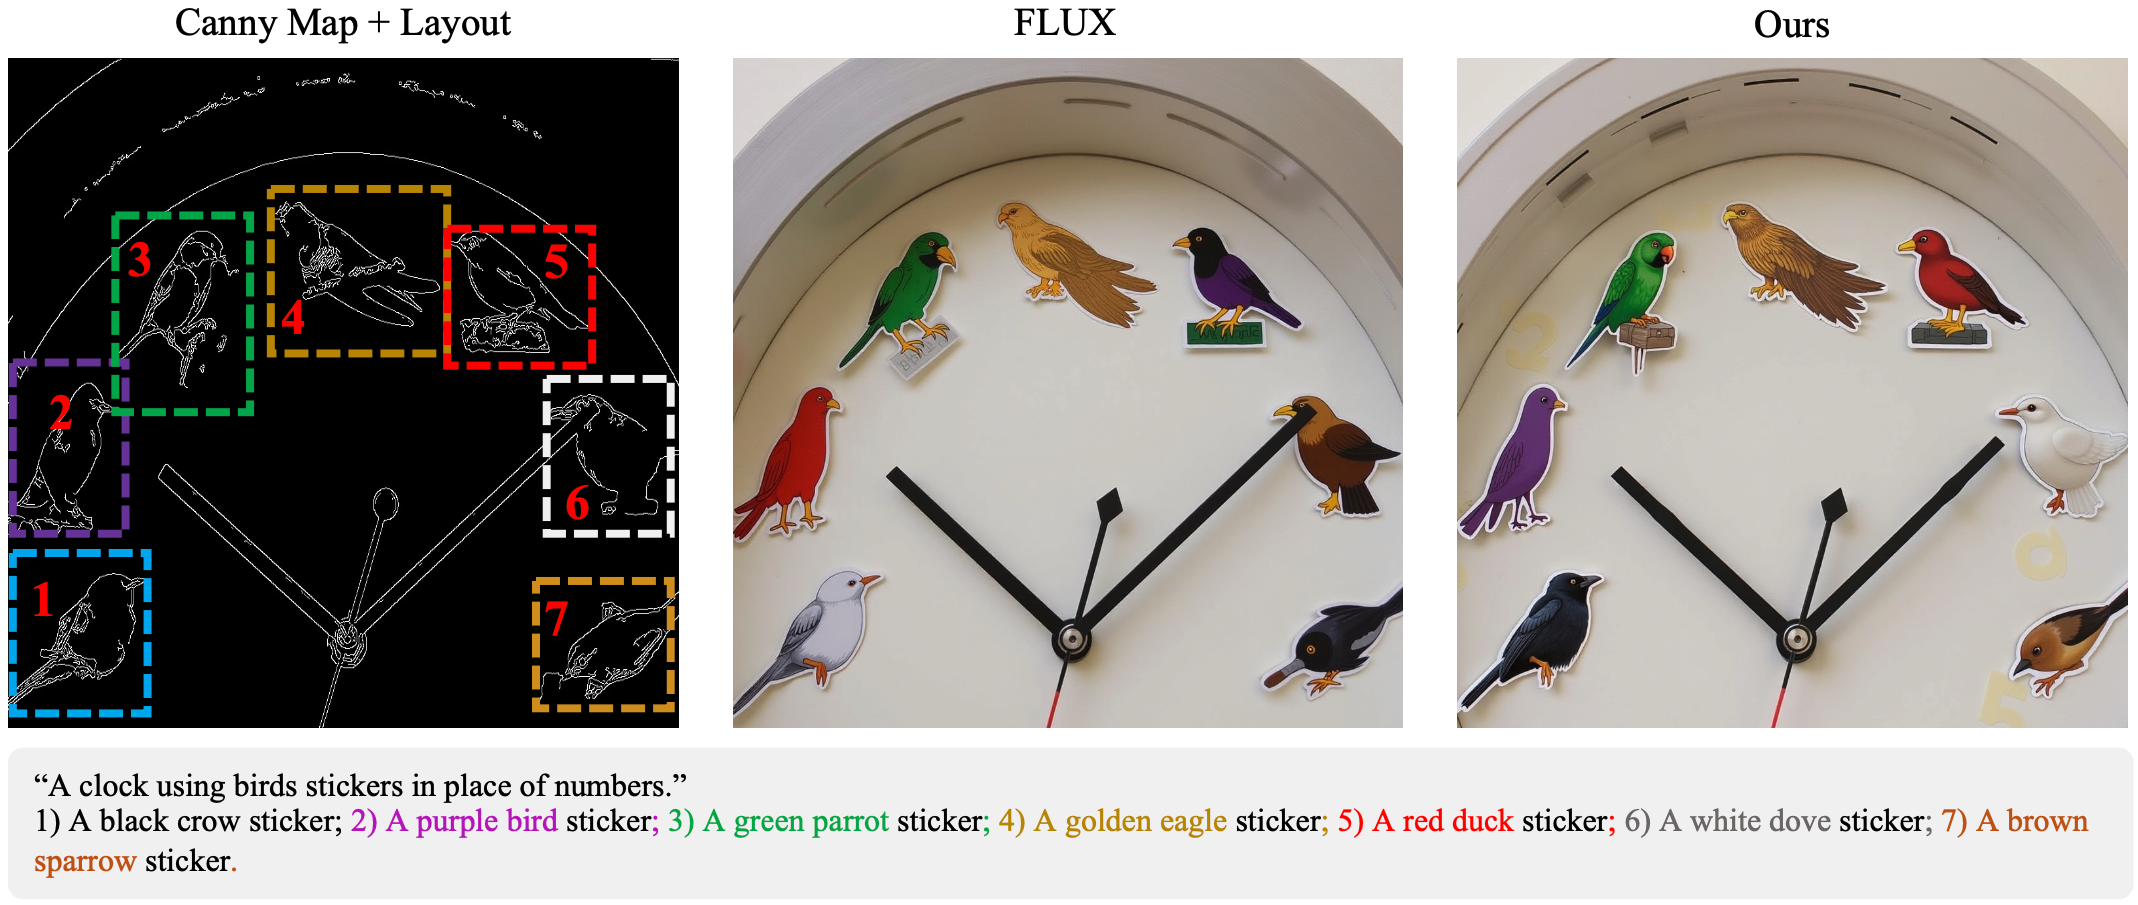 Canny Map + Layout
FLUX
Ours
3
4
5
2
6
1
7
2
5
“A clock using birds stickers in place of numbers.”
1) A black crow sticker; 2) A purple bird sticker; 3) A green parrot sticker; 4) A golden eagle sticker; 5) A red duck sticker; 6) A white dove sticker; 7) A brown
sparrow sticker.